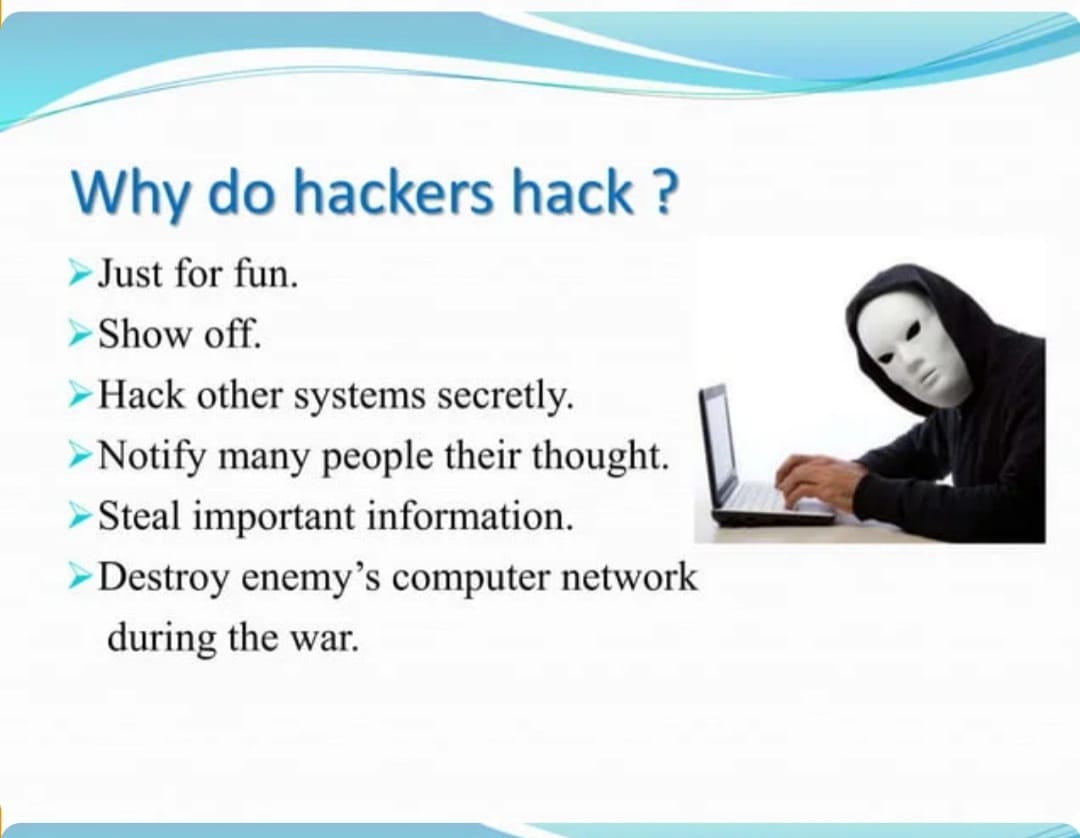 Why do hackers hack ?
➢Just for fun.
➢Show off.
➢Hack other systems secretly.
➢Notify many people their thought.
➢Steal important information.
➢Destroy enemy’s computer network
during the war.